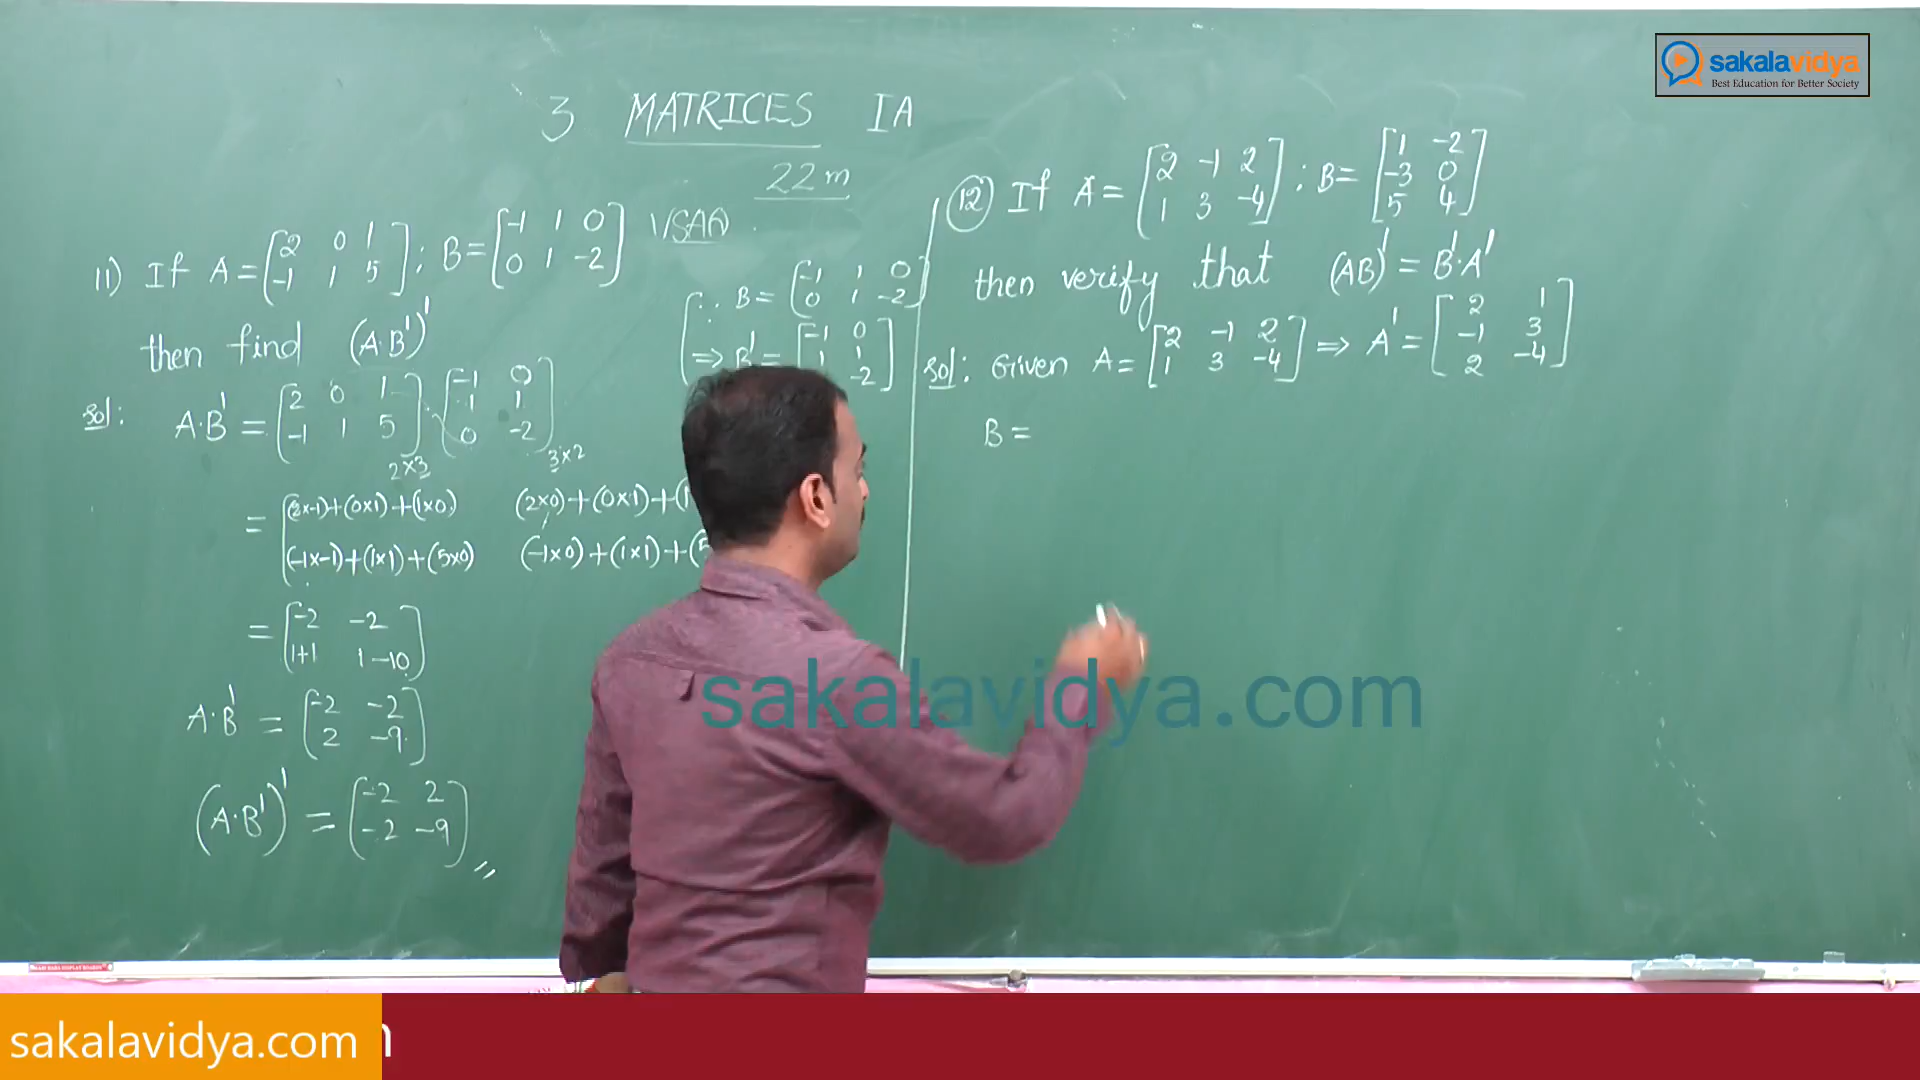 sakalavidya
Best Education for Better Society
3 MATRICES IA
22m
11) If A = [2 0 1; -1 1 5] ; B = [-1 1 0; 0 1 -2] VSAQ
then find (A·B')'
∵ B = [-1 1 0; 0 1 -2]
⇒ B' = [-1 0; 1 1; -2]
Sol: A·B' = [2 0 1; -1 1 5] 2×3 [-1 0; 1 1; 0 -2] 3×2
= [(2×-1)+(0×1)+(1×0) (2×0)+(0×1)+(1
(-1×-1)+(1×1)+(5×0) (-1×0)+(1×1)+(5
= [-2 -2; 1+1 1-10]
A·B' = [-2 -2; 2 -9]
(A·B')' = [-2 2; -2 -9] "
12 If A = [2 -1 2; 1 3 -4] ; B = [1 -2; -3 0; 5 4]
then verify that (AB)' = B'·A'
Sol: Given A = [2 -1 2; 1 3 -4] ⇒ A' = [2 1; -1 3; 2 -4]
B =
sakalavidya.com
sakalavidya.com